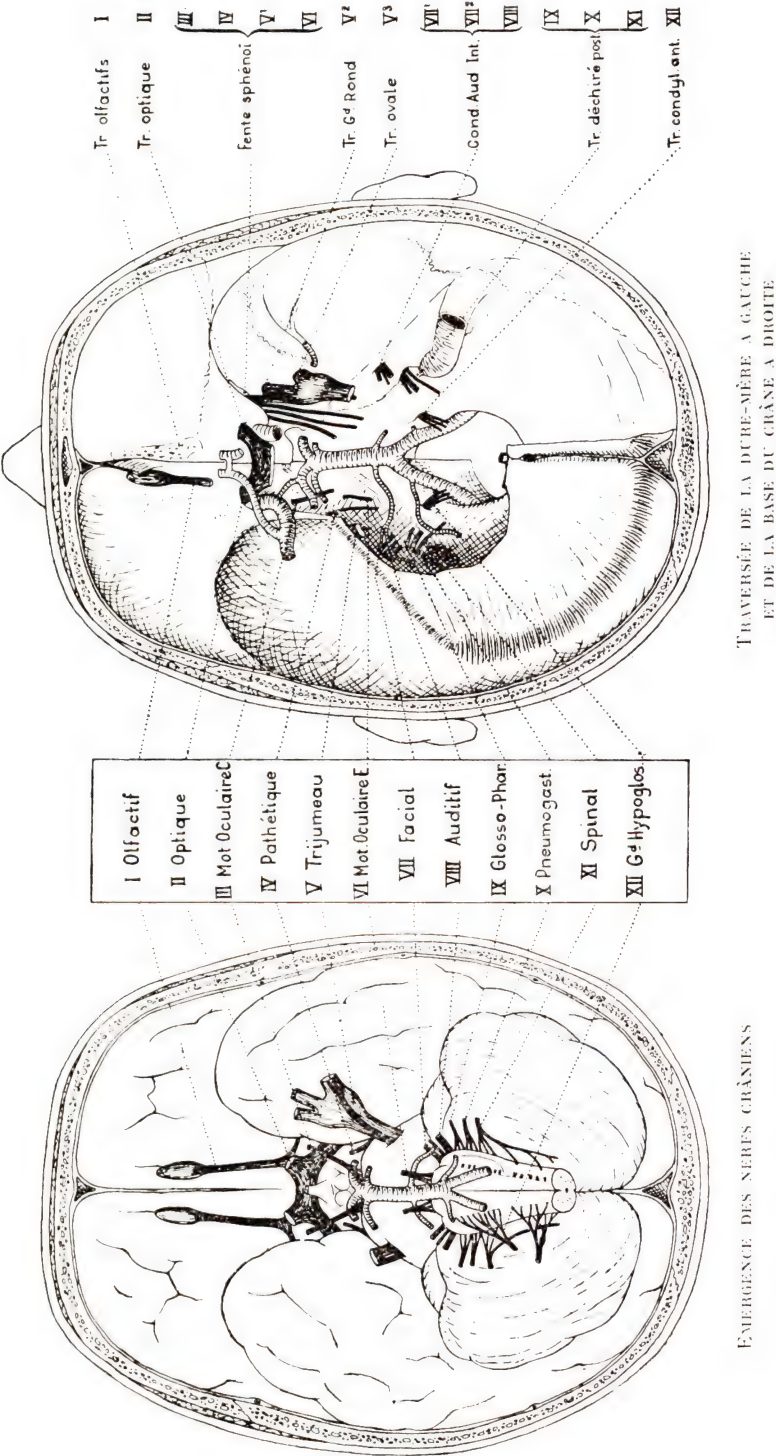 I Olfactif
II Optique
III Mot Oculaire C
IV Pathétique
V Trijumeau
VI Mot. Oculaire E
VII Facial
VIII Auditif
IX Glosso-Phar.
X Pneumogast.
XI Spinal
XII Gd Hypoglos.
Tr olfactifs I
Tr. optique II
Fente sphénoï III IV V1 VI
Tr. Gd Rond V2
Tr. ovale V3
Cond. Aud Int. VII1 VII2 VIII
Tr. déchiré post. IX X XI
Tr. condyl. ant. XII
EMERGENCE DES NERFS CRÂNIENS
TRAVERSÉE DE LA DURE-MÈRE A GAUCHE
ET DE LA BASE DU CRÂNE A DROITE